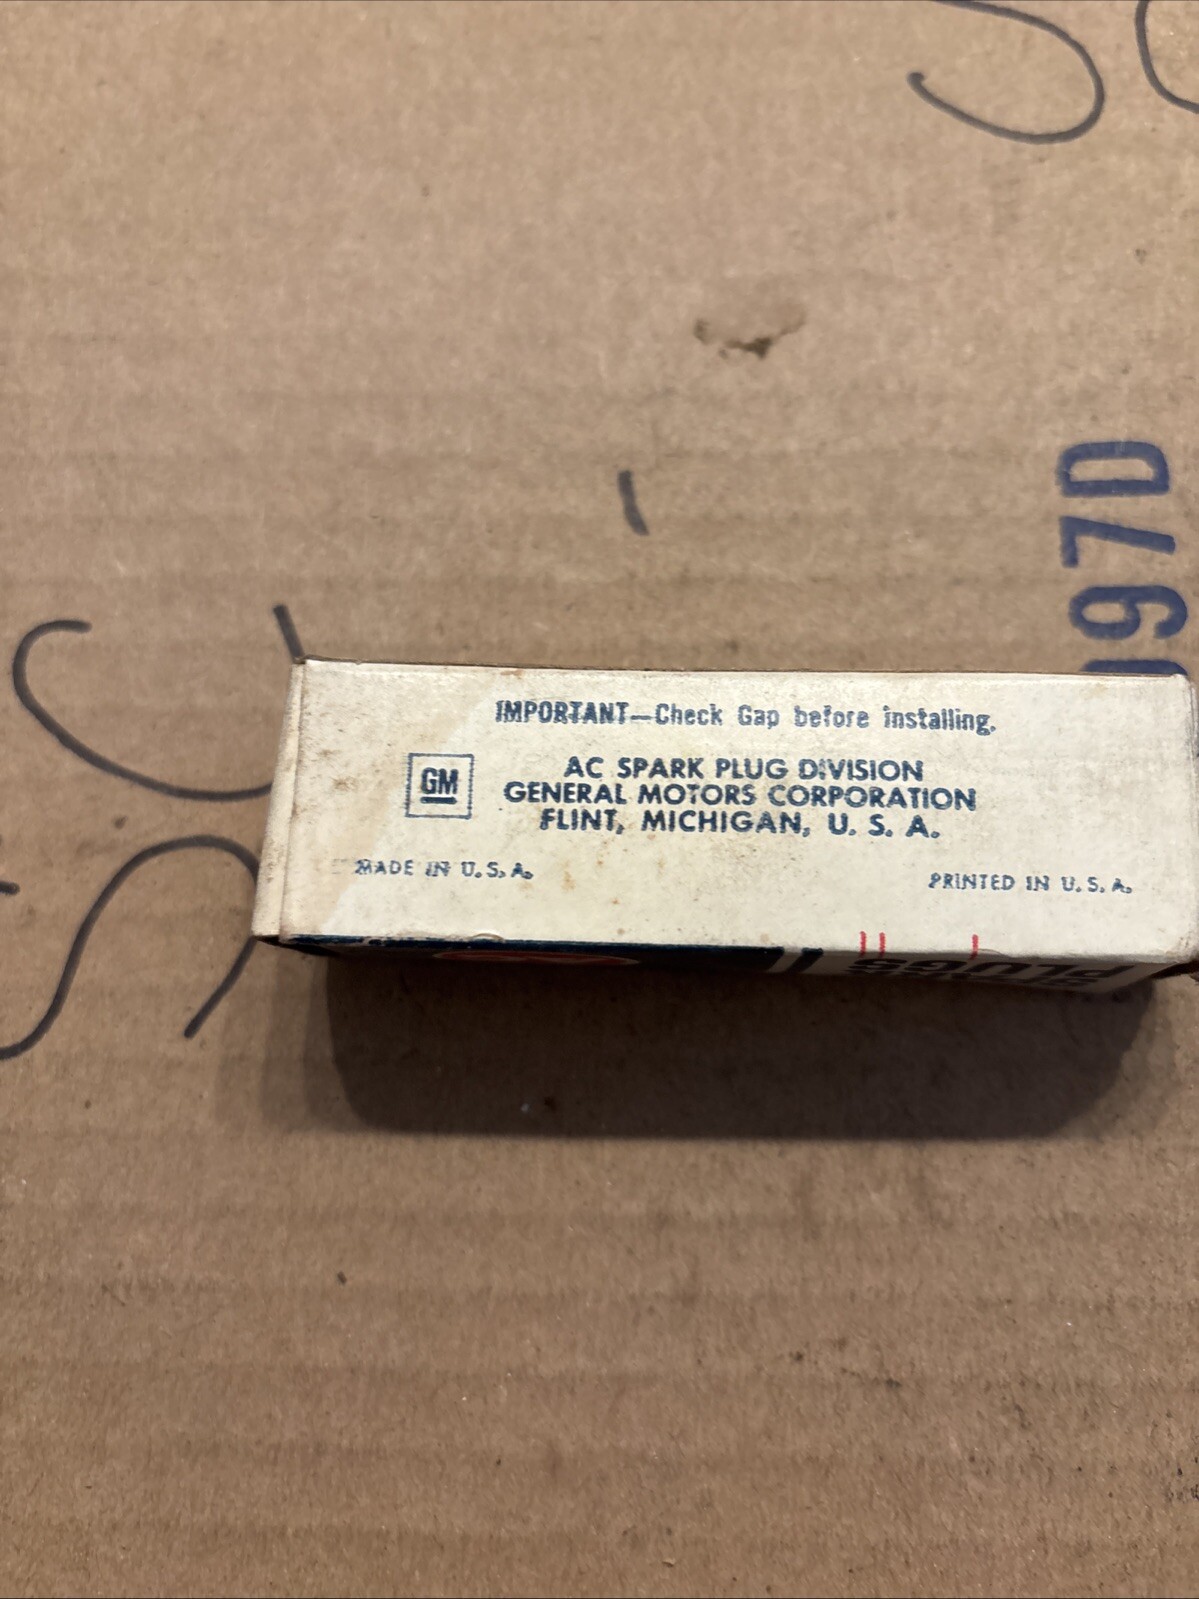 IMPORTANT—Check Gap before installing.
GM
AC SPARK PLUG DIVISION
GENERAL MOTORS CORPORATION
FLINT, MICHIGAN, U. S. A.
MADE IN U. S. A.
PRINTED IN U. S. A.
PLUGS
97D